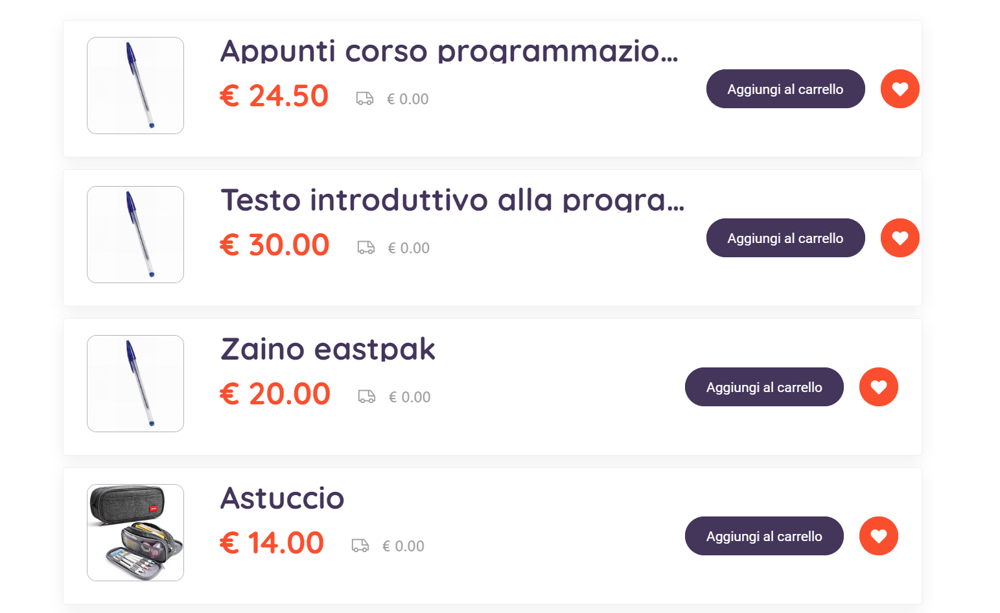 Appunti corso programmazio...
€ 24.50
€ 0.00
Aggiungi al carrello
Testo introduttivo alla progra...
€ 30.00
€ 0.00
Aggiungi al carrello
Zaino eastpak
€ 20.00
€ 0.00
Aggiungi al carrello
Astuccio
€ 14.00
€ 0.00
Aggiungi al carrello